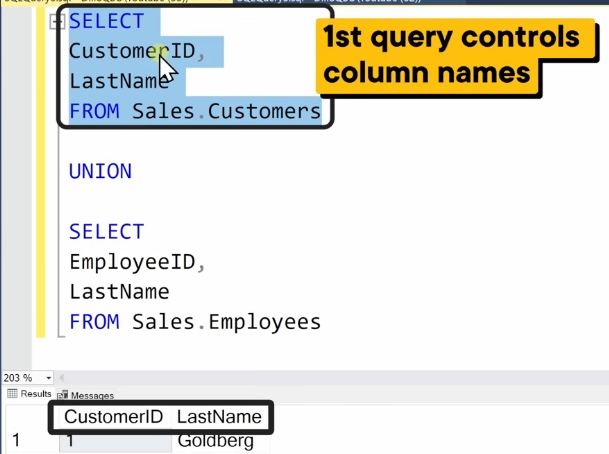 SELECT
CustomerID,
LastName
FROM Sales.Customers
1st query controls
column names
UNION
SELECT
EmployeeID,
LastName
FROM Sales.Employees
203 %
Results Messages
CustomerID LastName
1 1 Goldberg